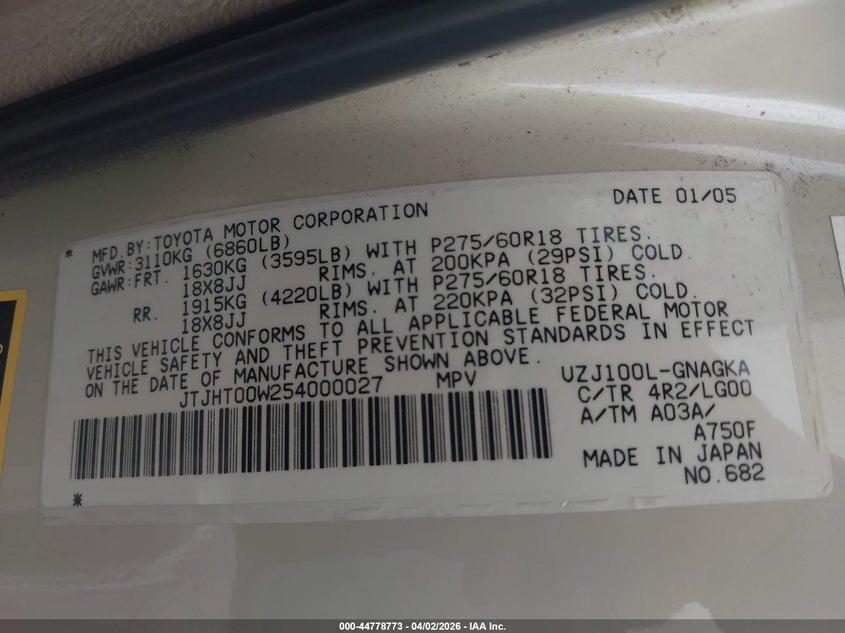 DATE 01/05
MFD.BY:TOYOTA MOTOR CORPORATION
GVWR:3110KG (6860LB)
GAWR:FRT. 1630KG (3595LB) WITH P275/60R18 TIRES.
18X8JJ RIMS. AT 200KPA (29PSI) COLD.
RR. 1915KG (4220LB) WITH P275/60R18 TIRES.
18X8JJ RIMS. AT 220KPA (32PSI) COLD.
THIS VEHICLE CONFORMS TO ALL APPLICABLE FEDERAL MOTOR
VEHICLE SAFETY AND THEFT PREVENTION STANDARDS IN EFFECT
ON THE DATE OF MANUFACTURE SHOWN ABOVE.
JTJHT00W254000027 MPV
UZJ100L-GNAGKA
C/TR 4R2/LG00
A/TM A03A/
A750F
MADE IN JAPAN
NO.682
000-44778773 - 04/02/2026 - IAA Inc.